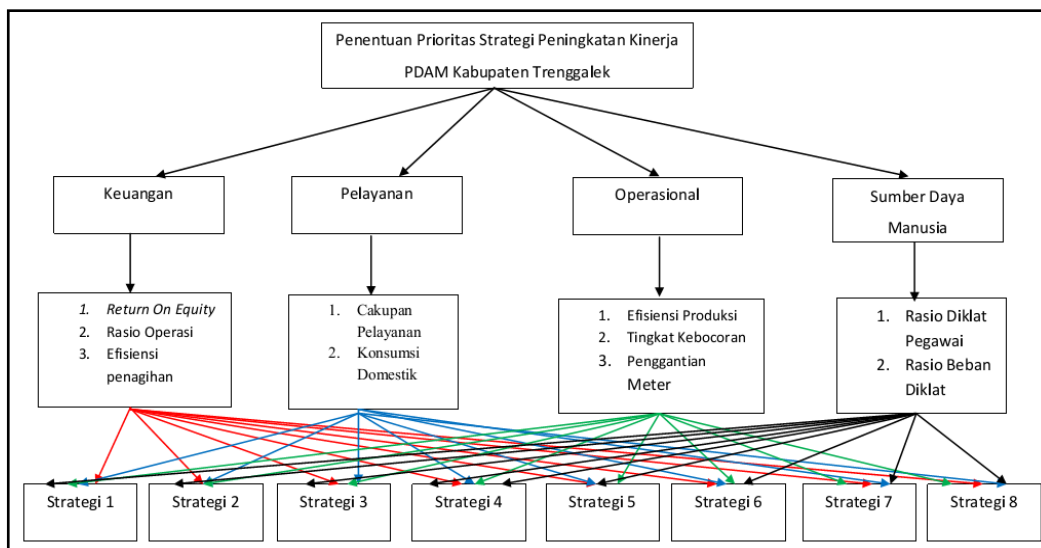 Penentuan Prioritas Strategi Peningkatan Kinerja
PDAM Kabupaten Trenggalek
Keuangan
Pelayanan
Operasional
Sumber Daya
Manusia
1. Return On Equity
2. Rasio Operasi
3. Efisiensi
penagihan
1. Cakupan
Pelayanan
2. Konsumsi
Domestik
1. Efisiensi Produksi
2. Tingkat Kebocoran
3. Penggantian
Meter
1. Rasio Diklat
Pegawai
2. Rasio Beban
Diklat
Strategi 1
Strategi 2
Strategi 3
Strategi 4
Strategi 5
Strategi 6
Strategi 7
Strategi 8